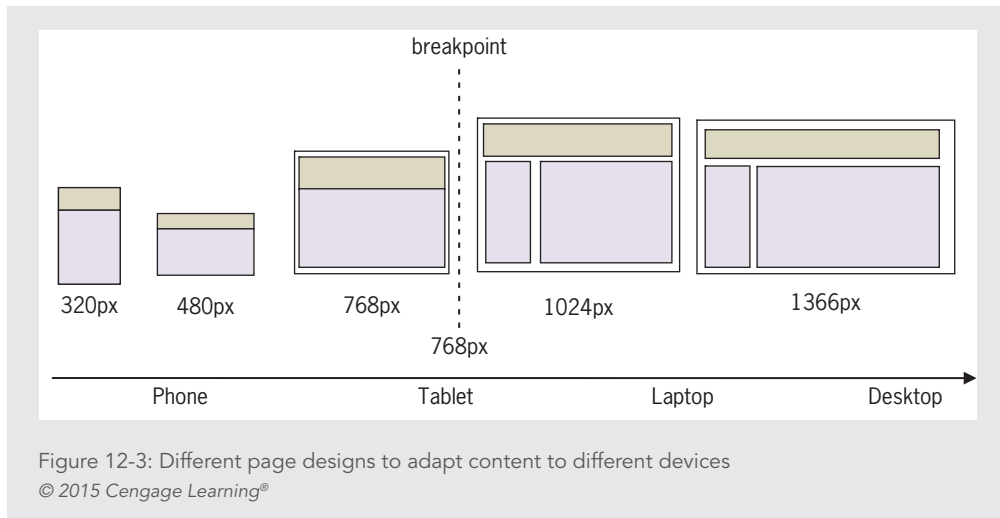 breakpoint
320px
480px
768px
1024px
1366px
768px
Phone
Tablet
Laptop
Desktop
Figure 12-3: Different page designs to adapt content to different devices
© 2015 Cengage Learning®